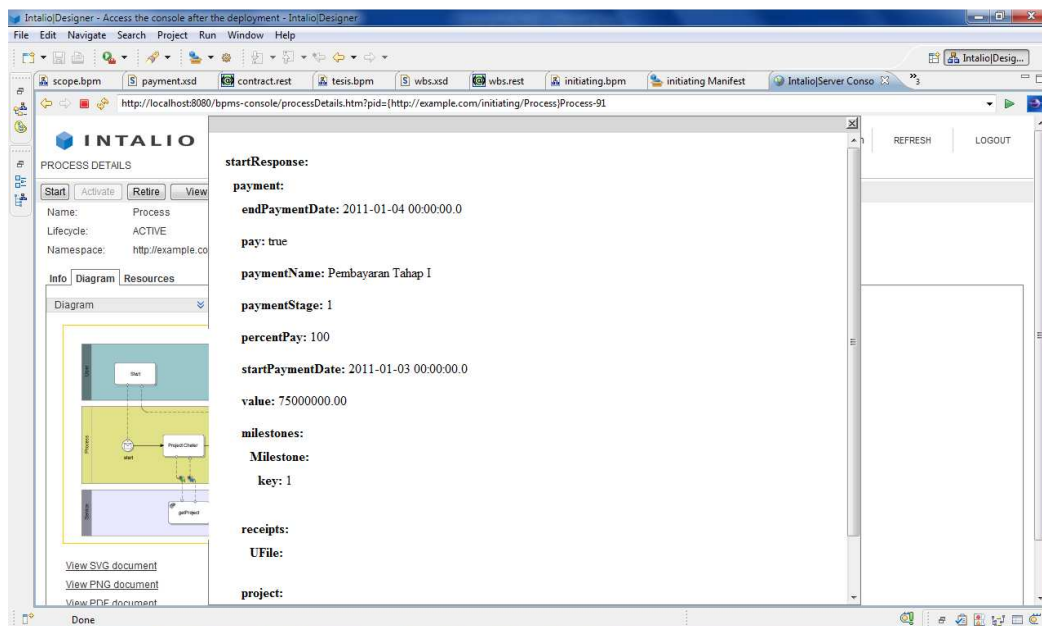 Intalio|Designer - Access the console after the deployment - Intalio|Designer
File Edit Navigate Search Project Run Window Help
Intalio|Desig...
scope.bpm payment.xsd contract.rest tesis.bpm wbs.xsd wbs.rest initiating.bpm initiating Manifest Intalio|Server Conso »3
http://localhost:8080/bpms-console/processDetails.htm?pid={http://example.com/initiating/Process}Process-91
INTALIO REFRESH LOGOUT
PROCESS DETAILS
Start Activate Retire View
Name: Process
Lifecycle: ACTIVE
Namespace: http://example.co
Info Diagram Resources
Diagram
Start
Process
start
Project Charter
getProject
View SVG document
View PNG document
View PDF document
startResponse:
payment:
endPaymentDate: 2011-01-04 00:00:00.0
pay: true
paymentName: Pembayaran Tahap I
paymentStage: 1
percentPay: 100
startPaymentDate: 2011-01-03 00:00:00.0
value: 75000000.00
milestones:
Milestone:
key: 1
receipts:
UFile:
project:
Done